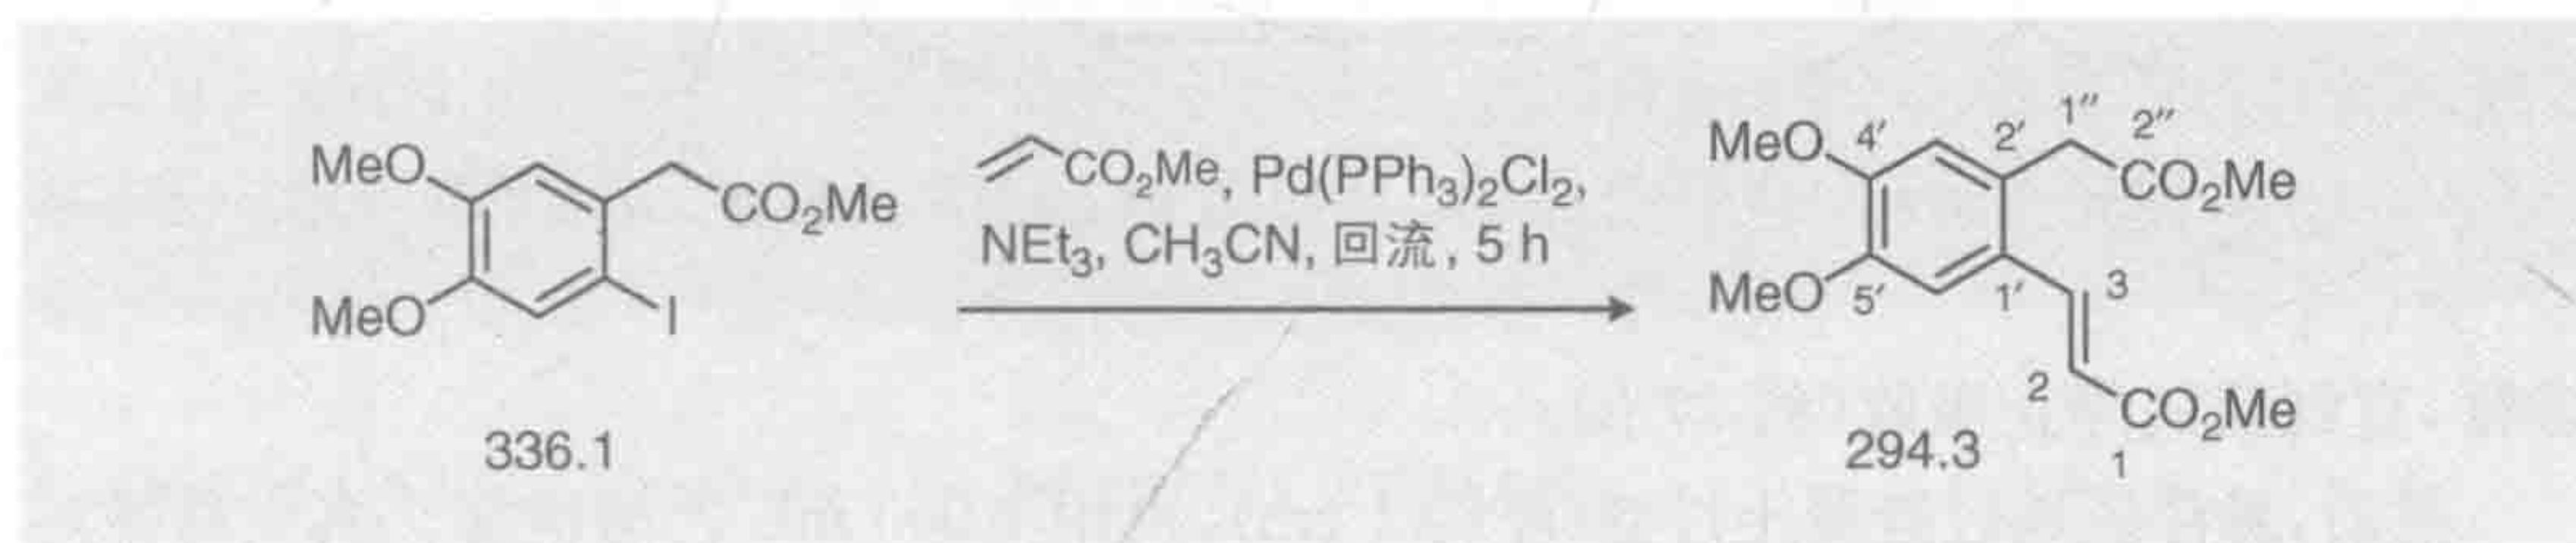 MeO
MeO
CO₂Me
I
336.1
CO₂Me, Pd(PPh₃)₂Cl₂,
NEt₃, CH₃CN, 回流, 5 h
MeO 4′ 2′ 1″ 2″
CO₂Me
MeO 5′ 1′ 3
2
CO₂Me
1
294.3